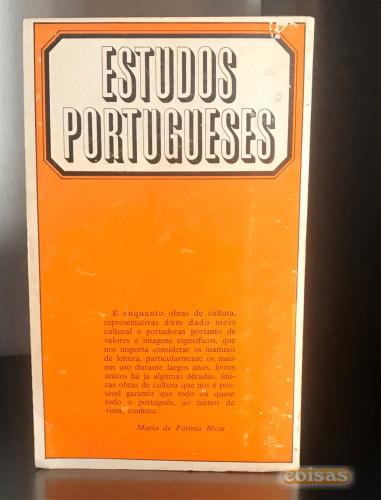 ESTUDOS
PORTUGUESES
É enquanto obras de cultura,
representativas dum dado meio
cultural e portadoras portanto de
valores e imagens específicos, que
nos importa considerar os manuais
de leitura, particularmente os mais
em uso durante largos anos, livros
únicos há já algumas décadas, úni-
cas obras de cultura que nos é pos-
sível garantir que todo ou quase
todo o português, ao menos de
vista, conhece.
Maria de Fátima Bívar
coisas